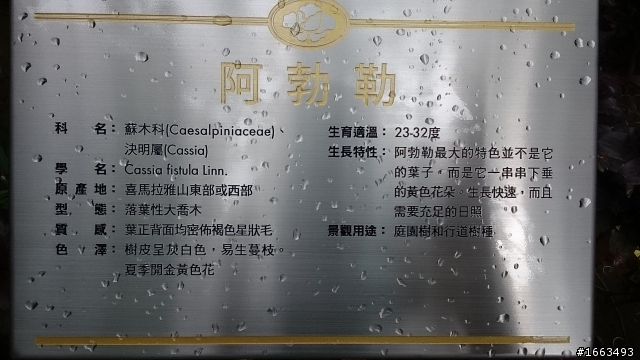 阿勃勒
科　　名：蘇木科(Caesalpiniaceae)、
決明屬(Cassia)
學　　名：Cassia fistula Linn.
原 產 地：喜馬拉雅山東部或西部
型　　態：落葉性大喬木
質　　感：葉正背面均密佈褐色星狀毛
色　　澤：樹皮呈灰白色，易生蔓枝。
夏季開金黃色花
生育適溫：23-32度
生長特性：阿勃勒最大的特色並不是它
的葉子，而是它一串串下垂
的黃色花朵。生長快速，而且
需要充足的日照
景觀用途：庭園樹和行道樹種
#1663493